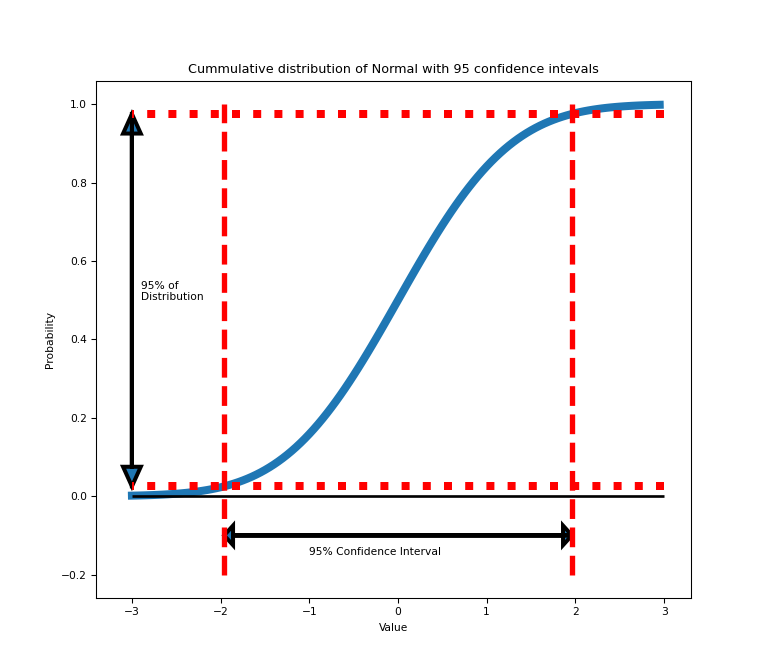 Cummulative distribution of Normal with 95 confidence intevals
1.0
0.8
0.6
0.4
0.2
0.0
−0.2
Probability
95% of
Distribution
95% Confidence Interval
−3
−2
−1
0
1
2
3
Value